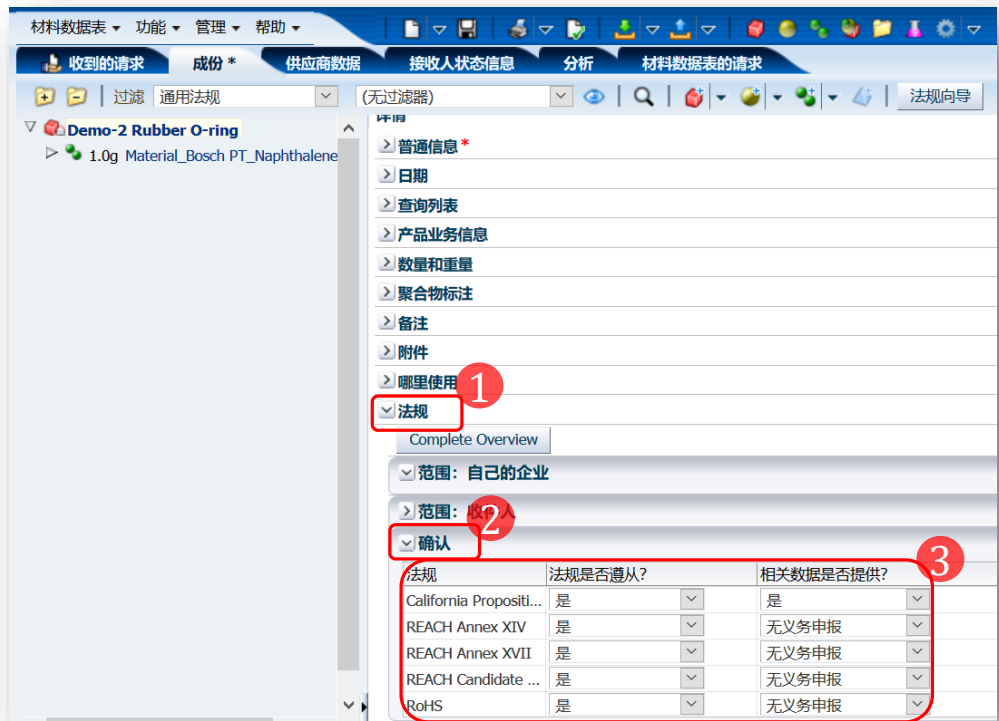 材料数据表 功能 管理 帮助
收到的请求 成份 * 供应商数据 接收人状态信息 分析 材料数据表的请求
过滤 通用法规 (无过滤器) 法规向导
Demo-2 Rubber O-ring
1.0g Material_Bosch PT_Naphthalene
详情
普通信息*
日期
查询列表
产品业务信息
数量和重量
聚合物标注
备注
附件
哪里使用
1
法规
Complete Overview
范围：自己的企业
范围：收件人
2
确认
3
法规 法规是否遵从? 相关数据是否提供?
California Propositi... 是 是
REACH Annex XIV 是 无义务申报
REACH Annex XVII 是 无义务申报
REACH Candidate ... 是 无义务申报
RoHS 是 无义务申报